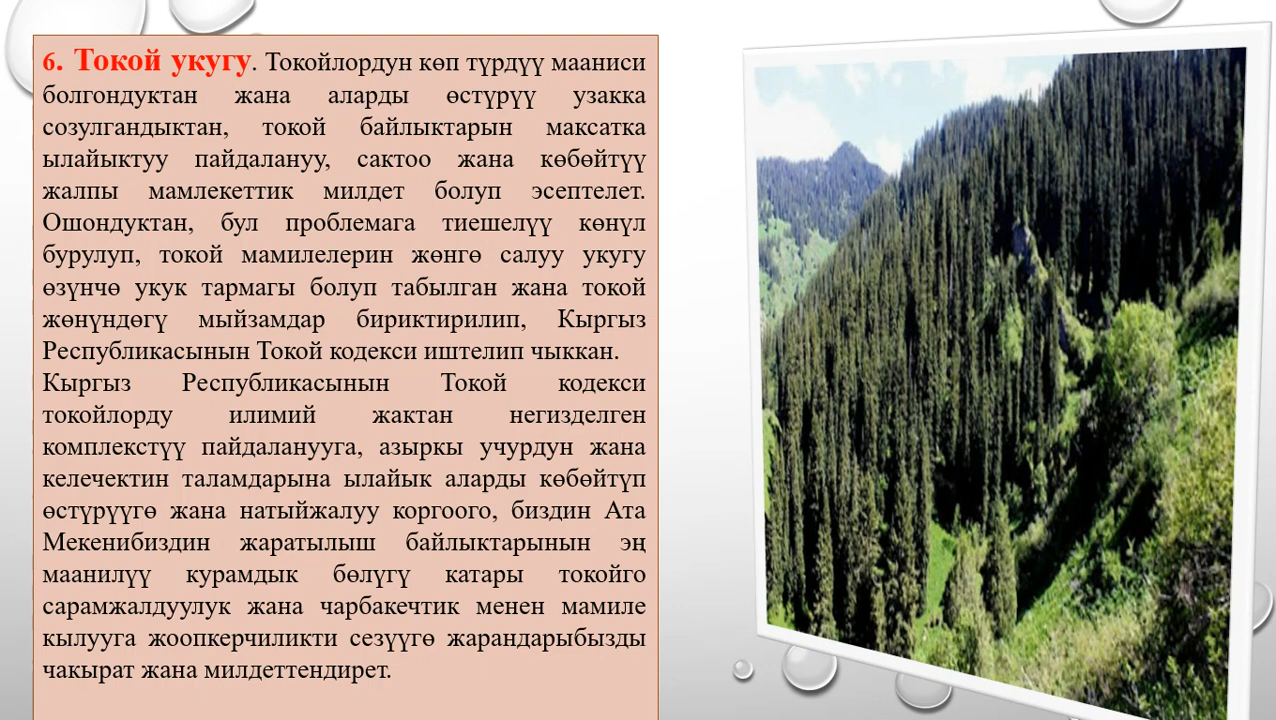 6. Токой укугу. Токойлордун көп түрдүү мааниси
болгондуктан жана аларды өстүрүү узакка
созулгандыктан, токой байлыктарын максатка
ылайыктуу пайдалануу, сактоо жана көбөйтүү
жалпы мамлекеттик милдет болуп эсептелет.
Ошондуктан, бул проблемага тиешелүү көнүл
бурулуп, токой мамилелерин жөнгө салуу укугу
өзүнчө укук тармагы болуп табылган жана токой
жөнүндөгү мыйзамдар бириктирилип, Кыргыз
Республикасынын Токой кодекси иштелип чыккан.
Кыргыз Республикасынын Токой кодекси
токойлорду илимий жактан негизделген
комплекстүү пайдаланууга, азыркы учурдун жана
келечектин таламдарына ылайык аларды көбөйтүп
өстүрүүгө жана натыйжалуу коргоого, биздин Ата
Мекенибиздин жаратылыш байлыктарынын эң
маанилүү курамдык бөлүгү катары токойго
сарамжалдуулук жана чарбакечтик менен мамиле
кылууга жоопкерчиликти сезүүгө жарандарыбызды
чакырат жана милдеттендирет.